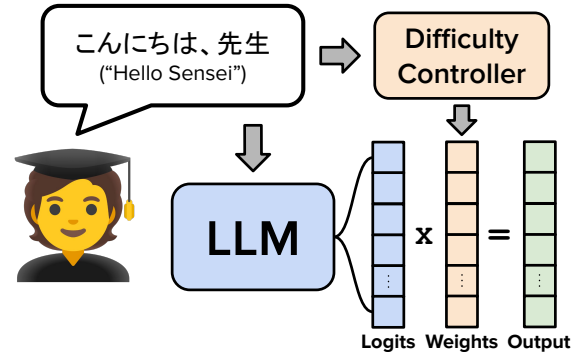 こんにちは、先生
(“Hello Sensei”)
Difficulty
Controller
LLM
x
=
Logits
Weights
Output